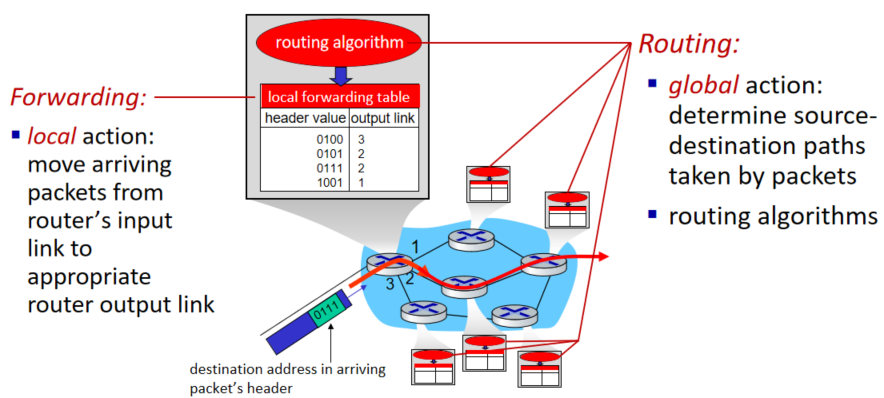 routing algorithm
local forwarding table
header value output link
0100 3
0101 2
0111 2
1001 1
Forwarding:
local action:
move arriving
packets from
router's input
link to
appropriate
router output link
Routing:
global action:
determine source-
destination paths
taken by packets
routing algorithms
1
2
3
0111
destination address in arriving
packet's header